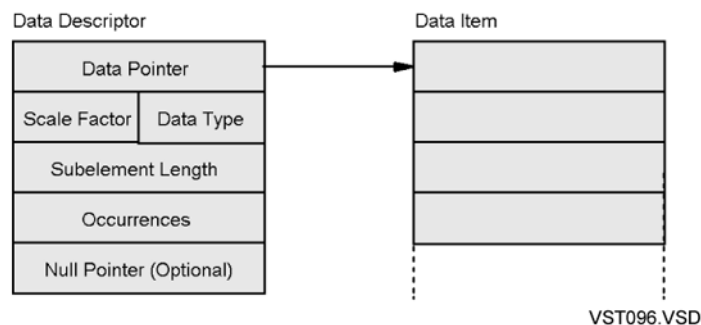 Data Descriptor
Data Item
Data Pointer
Scale Factor
Data Type
Subelement Length
Occurrences
Null Pointer (Optional)
VST096.VSD